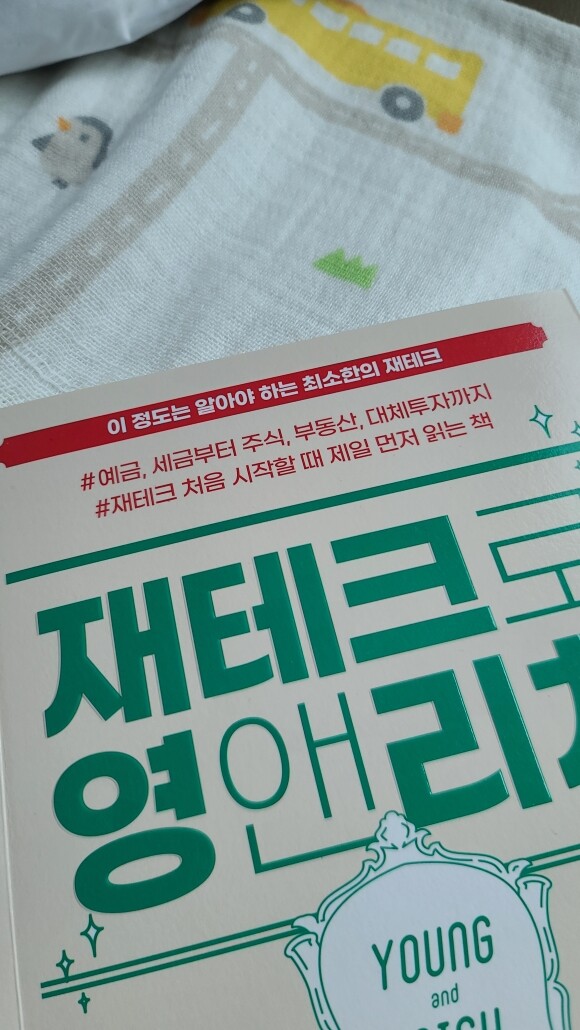 이 정도는 알아야 하는 최소한의 재테크
#예금, 세금부터 주식, 부동산, 대체투자까지
#재테크 처음 시작할 때 제일 먼저 읽는 책
재테크
영앤리
YOUNG
and